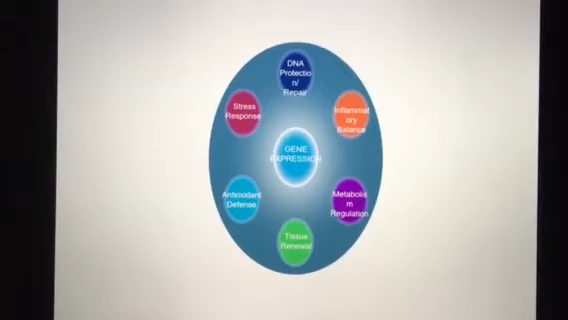 DNA
Protectio
n/
Repair
Stress
Response
Inflammat
ory
Balance
GENE
EXPRESSION
Antioxidant
Defense
Metabolis
m
Regulation
Tissue
Renewal